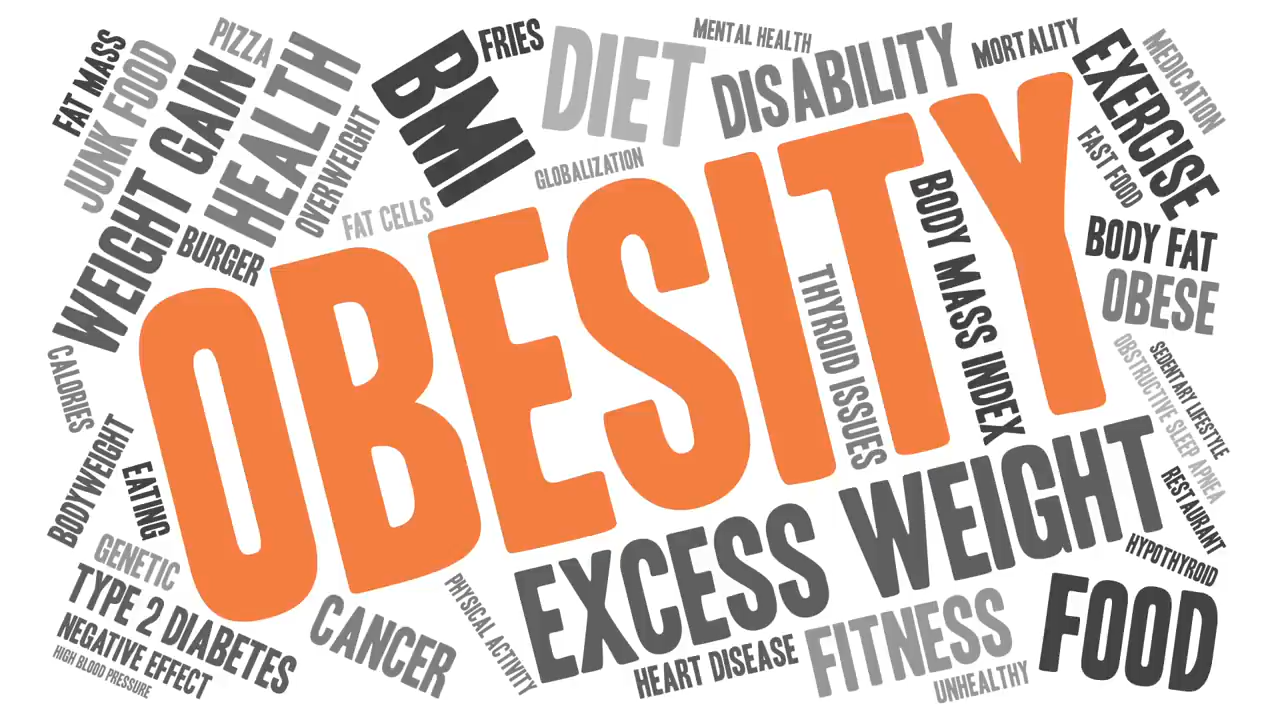 FAT MASS
JUNK FOOD
PIZZA
WEIGHT GAIN
HEALTH
OVERWEIGHT
BURGER
FAT CELLS
BMI
FRIES
DIET
GLOBALIZATION
MENTAL HEALTH
DISABILITY
MORTALITY
EXERCISE
MEDICATION
FAST FOOD
BODY FAT
OBESE
OBESITY
THYROID ISSUES
BODY MASS INDEX
OBSTRUCTIVE SLEEP APNEA
SEDENTARY LIFESTYLE
RESTAURANT
HYPOTHYROID
CALORIES
BODYWEIGHT
EATING
GENETIC
TYPE 2 DIABETES
NEGATIVE EFFECT
HIGH BLOOD PRESSURE
CANCER
PHYSICAL ACTIVITY
EXCESS WEIGHT
HEART DISEASE
FITNESS
UNHEALTHY
FOOD